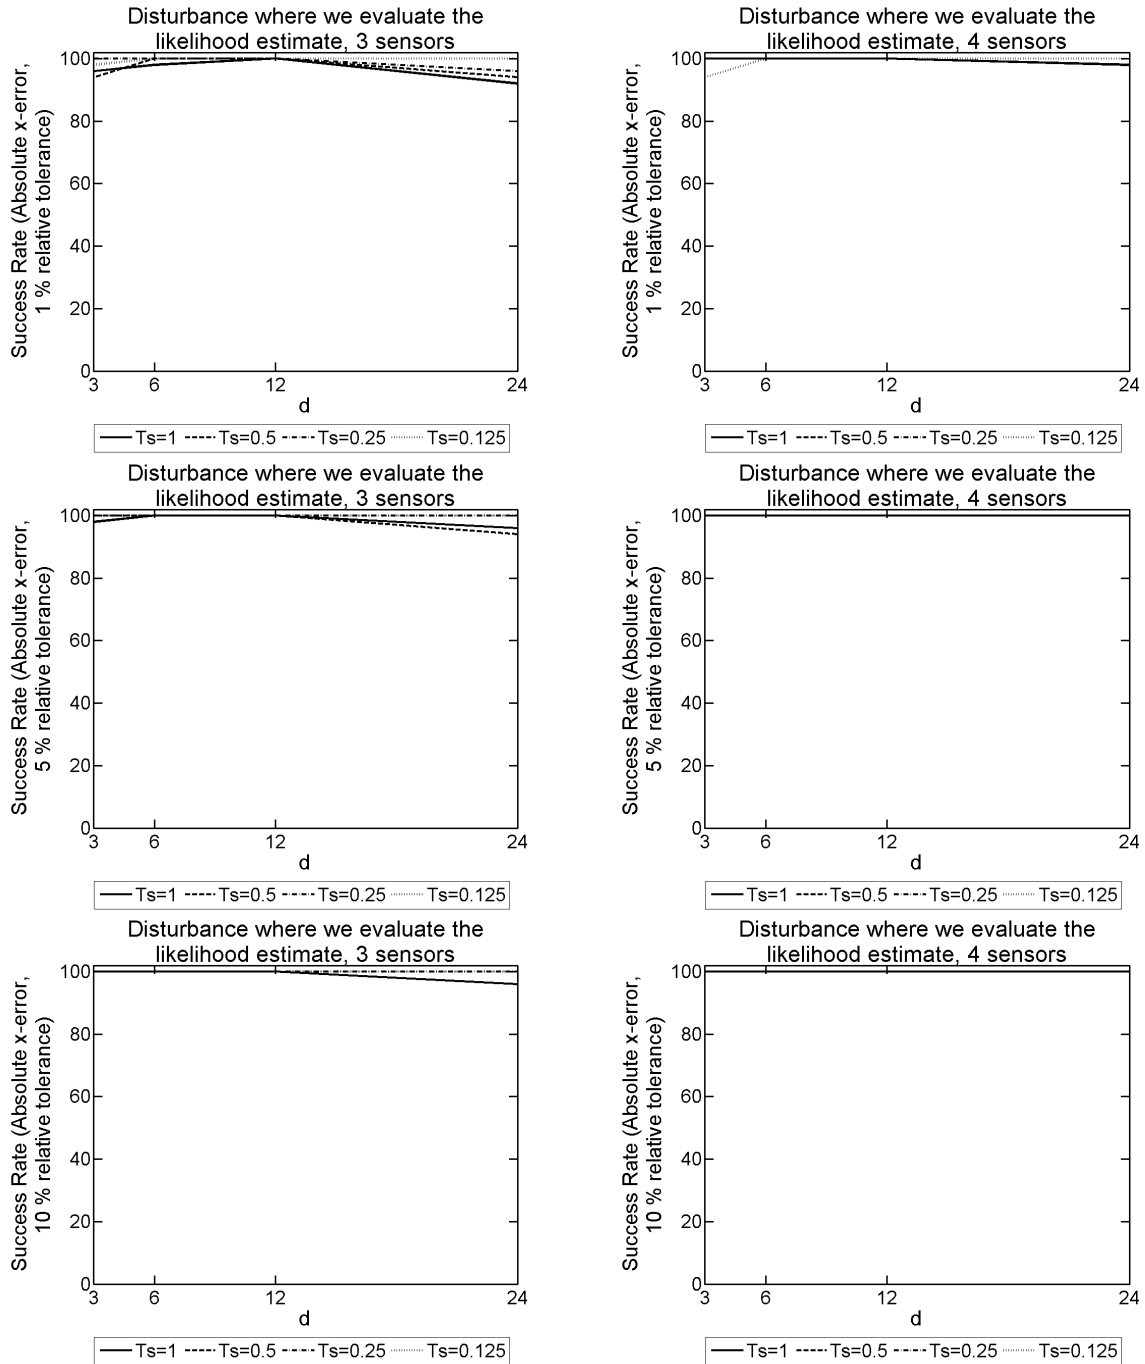 Disturbance where we evaluate the
likelihood estimate, 3 sensors
Success Rate (Absolute x-error,
1 % relative tolerance)
100
80
60
40
20
0
3 6 12 24
d
Ts=1 Ts=0.5 Ts=0.25 Ts=0.125
Disturbance where we evaluate the
likelihood estimate, 4 sensors
Success Rate (Absolute x-error,
1 % relative tolerance)
100
80
60
40
20
0
3 6 12 24
d
Ts=1 Ts=0.5 Ts=0.25 Ts=0.125
Disturbance where we evaluate the
likelihood estimate, 3 sensors
Success Rate (Absolute x-error,
5 % relative tolerance)
100
80
60
40
20
0
3 6 12 24
d
Ts=1 Ts=0.5 Ts=0.25 Ts=0.125
Disturbance where we evaluate the
likelihood estimate, 4 sensors
Success Rate (Absolute x-error,
5 % relative tolerance)
100
80
60
40
20
0
3 6 12 24
d
Ts=1 Ts=0.5 Ts=0.25 Ts=0.125
Disturbance where we evaluate the
likelihood estimate, 3 sensors
Success Rate (Absolute x-error,
10 % relative tolerance)
100
80
60
40
20
0
3 6 12 24
d
Ts=1 Ts=0.5 Ts=0.25 Ts=0.125
Disturbance where we evaluate the
likelihood estimate, 4 sensors
Success Rate (Absolute x-error,
10 % relative tolerance)
100
80
60
40
20
0
3 6 12 24
d
Ts=1 Ts=0.5 Ts=0.25 Ts=0.125